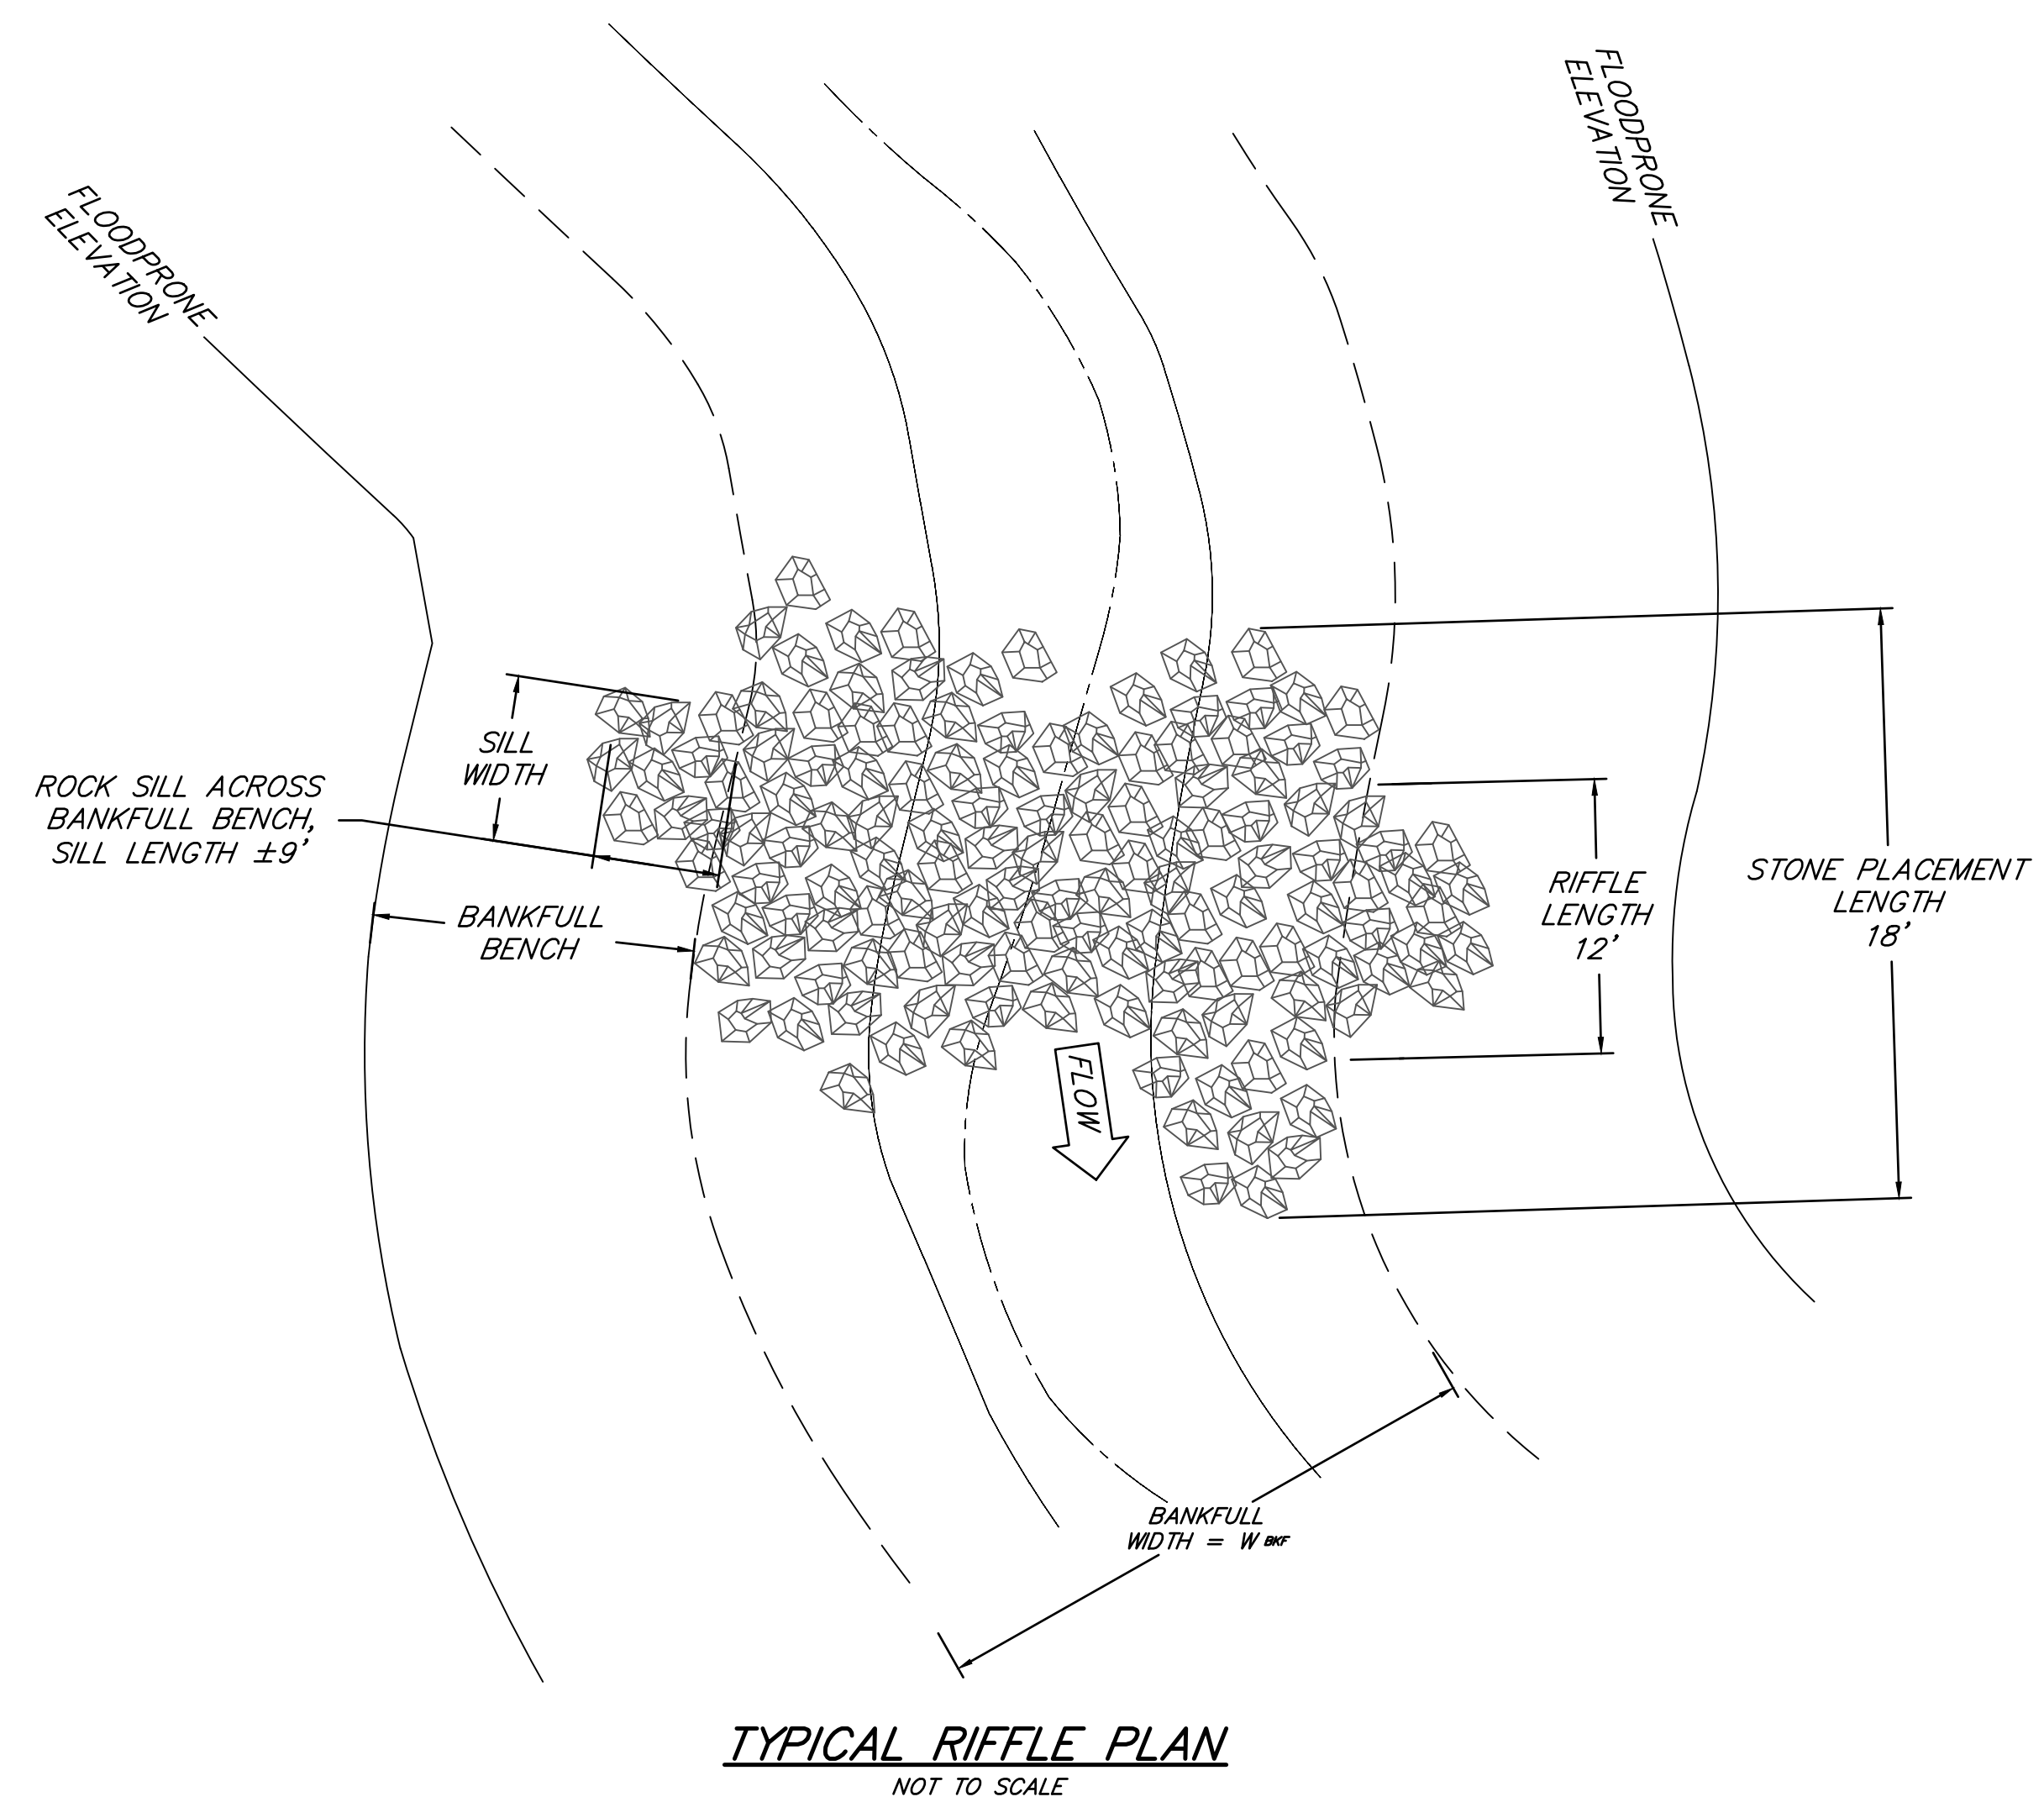 FLOODPRONE
ELEVATION
FLOODPRONE
ELEVATION
SILL
WIDTH
ROCK SILL ACROSS
BANKFULL BENCH,
SILL LENGTH ±9'
BANKFULL
BENCH
RIFFLE
LENGTH
12'
STONE PLACEMENT
LENGTH
18'
FLOW
BANKFULL
WIDTH = W BKF
TYPICAL RIFFLE PLAN
NOT TO SCALE